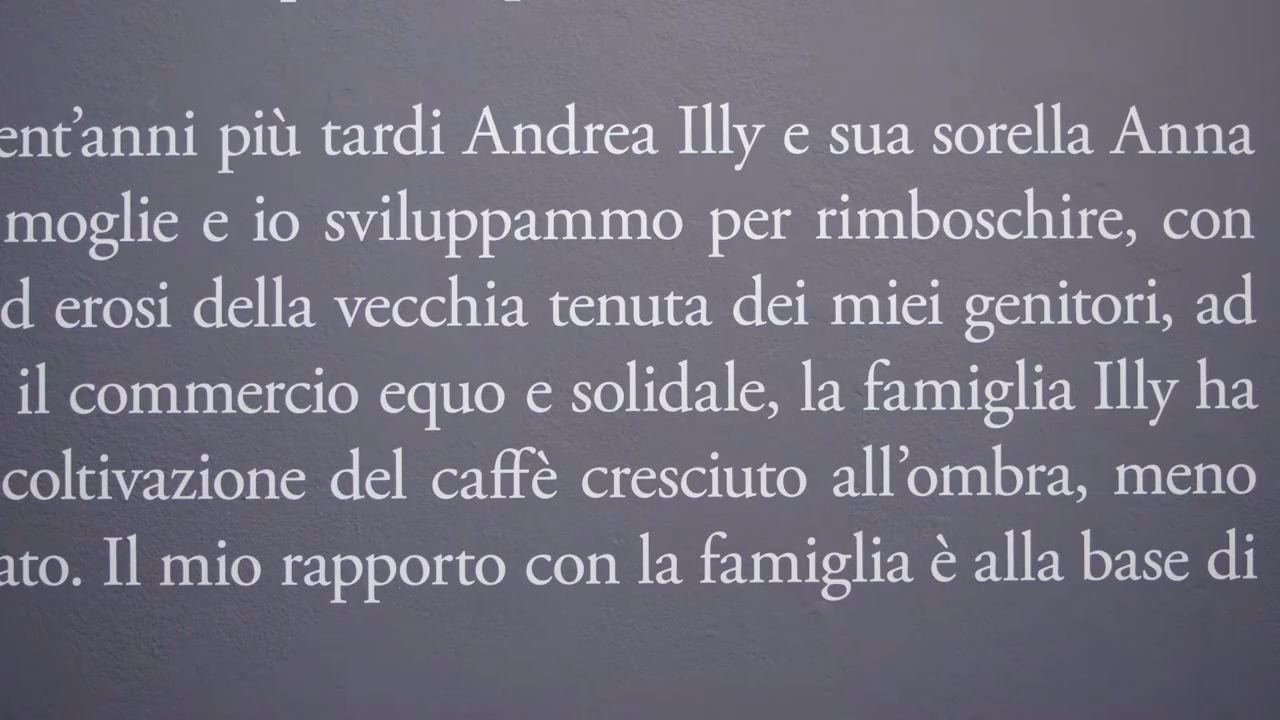 ent’anni più tardi Andrea Illy e sua sorella Anna
moglie e io sviluppammo per rimboschire, con
d erosi della vecchia tenuta dei miei genitori, ad
il commercio equo e solidale, la famiglia Illy ha
coltivazione del caffè cresciuto all’ombra, meno
ato. Il mio rapporto con la famiglia è alla base di